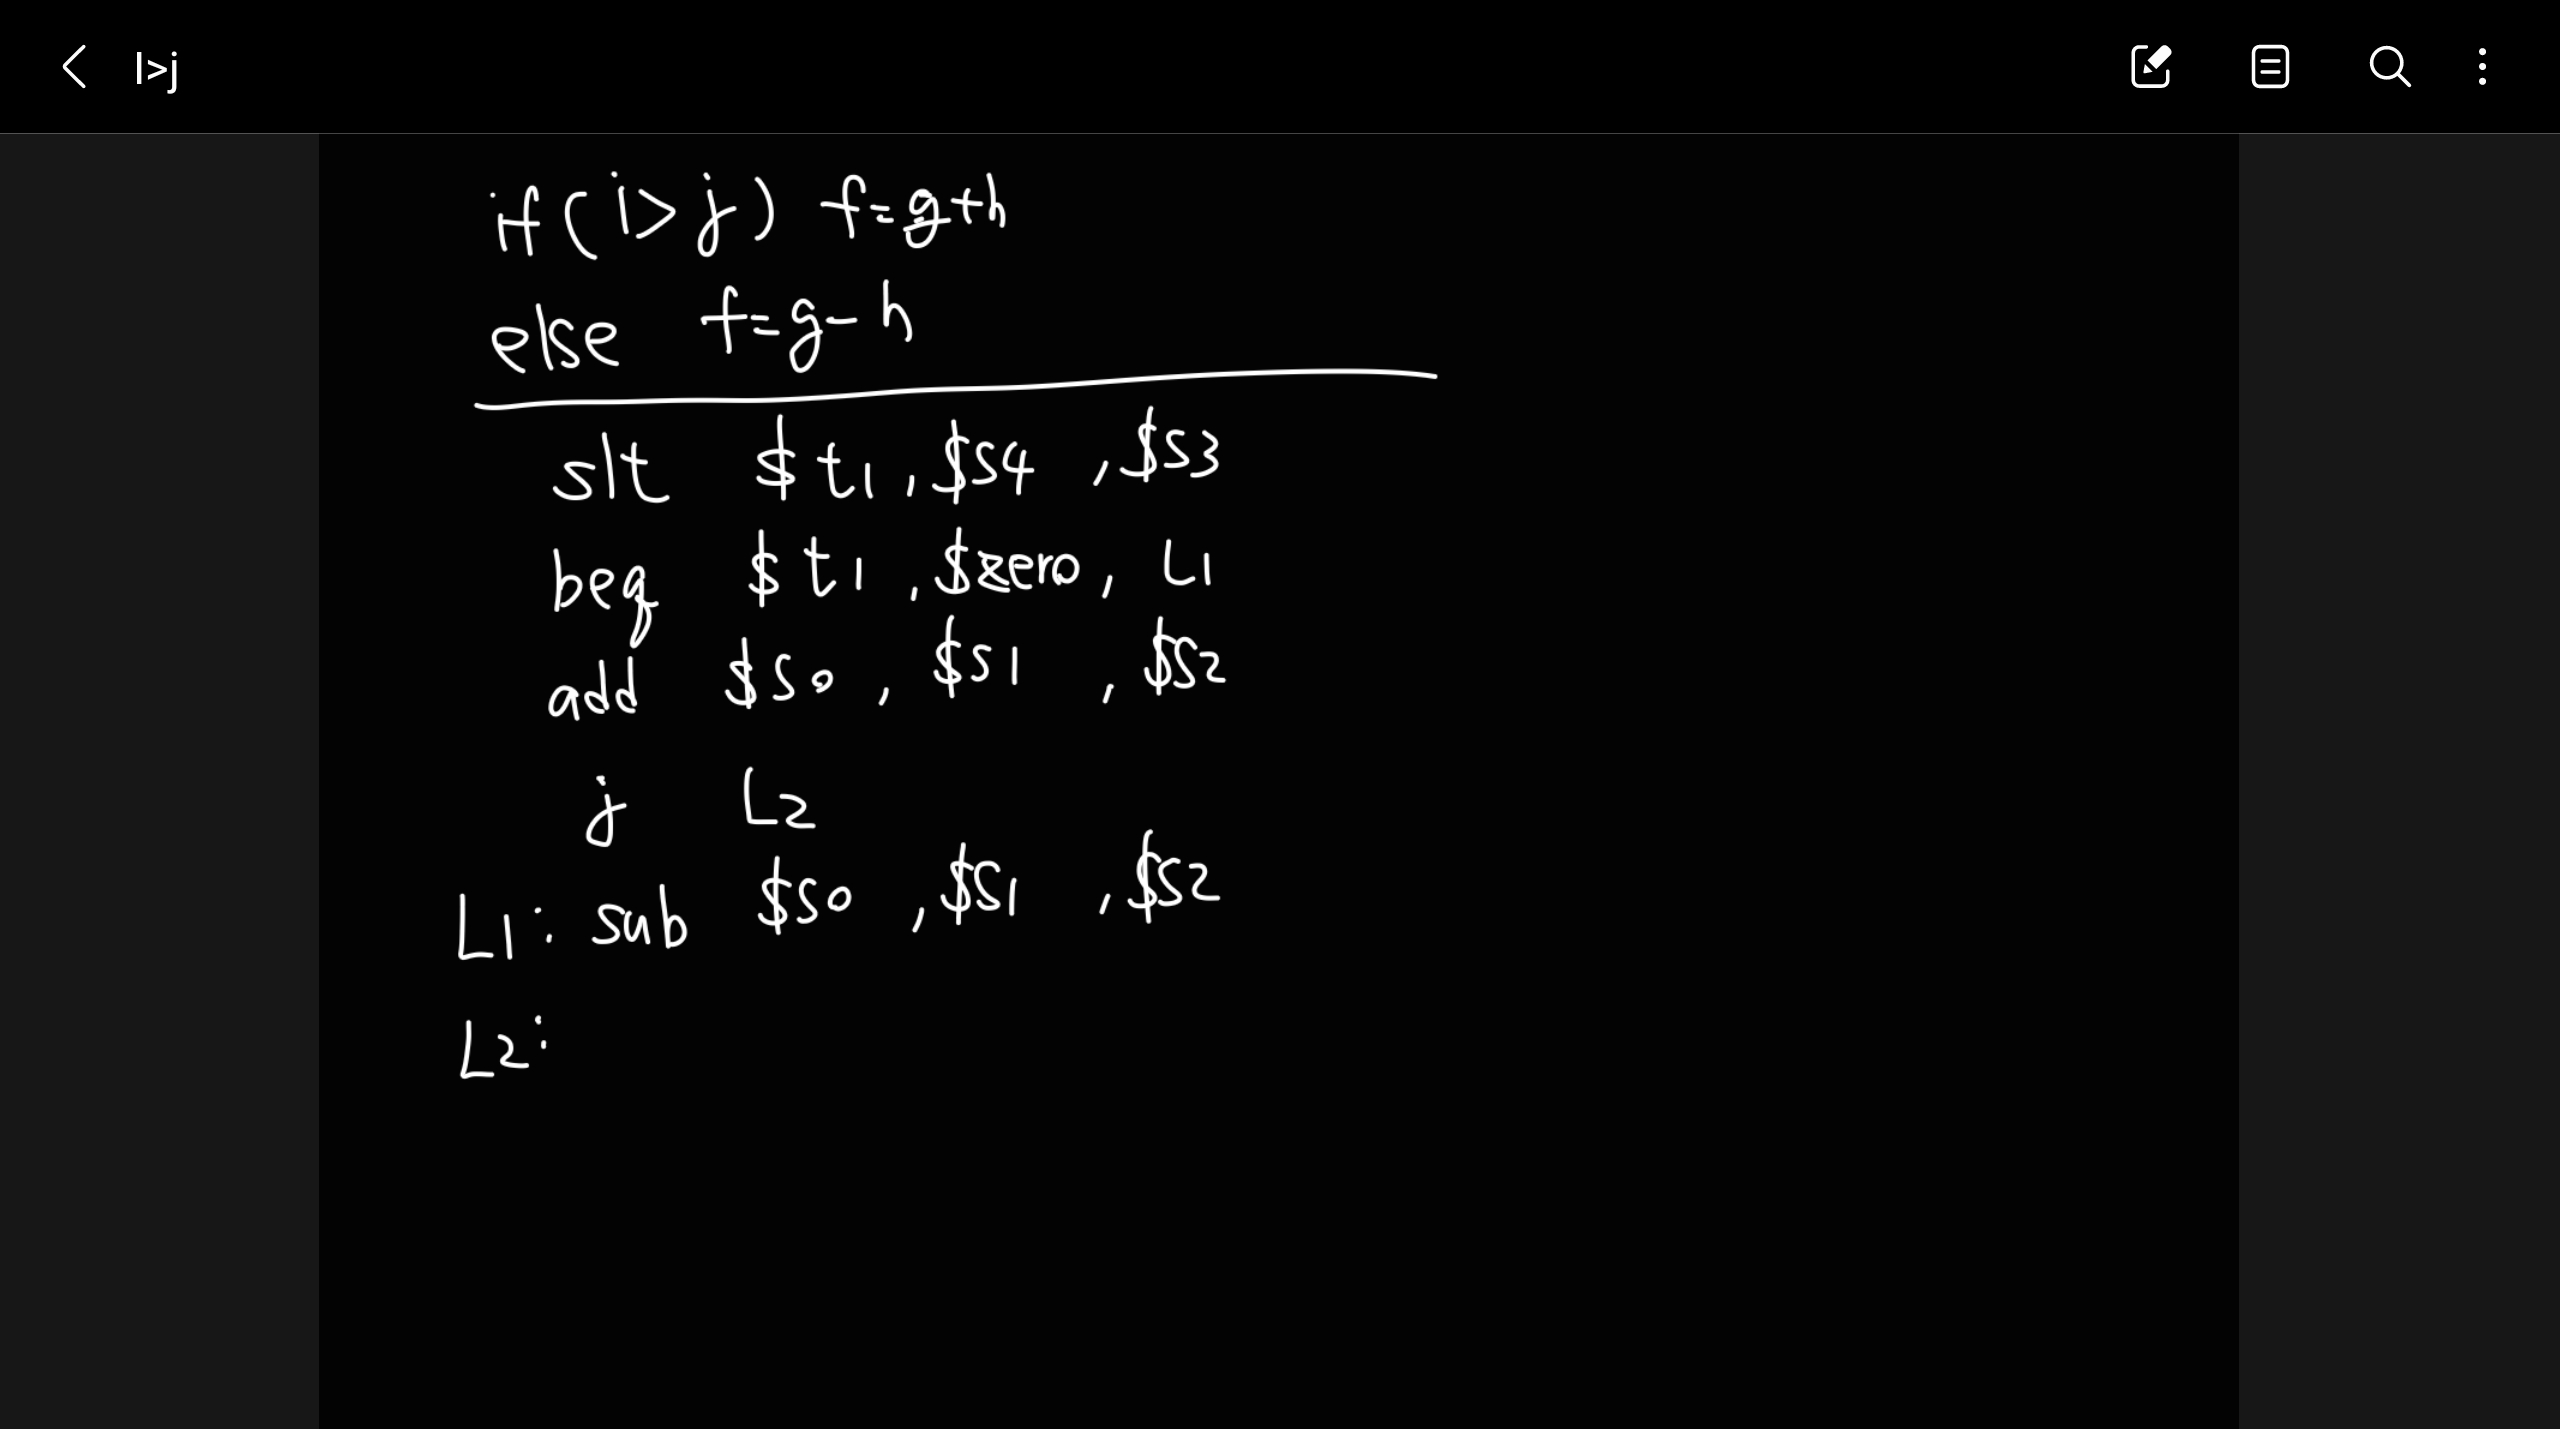 I>j
if(i>j) f=g+h
else f=g-h
slt $t1,$s4,$s3
beq $t1,$zero, L1
add $s0, $s1, $s2
j L2
L1: sub $s0,$s1,$s2
L2: